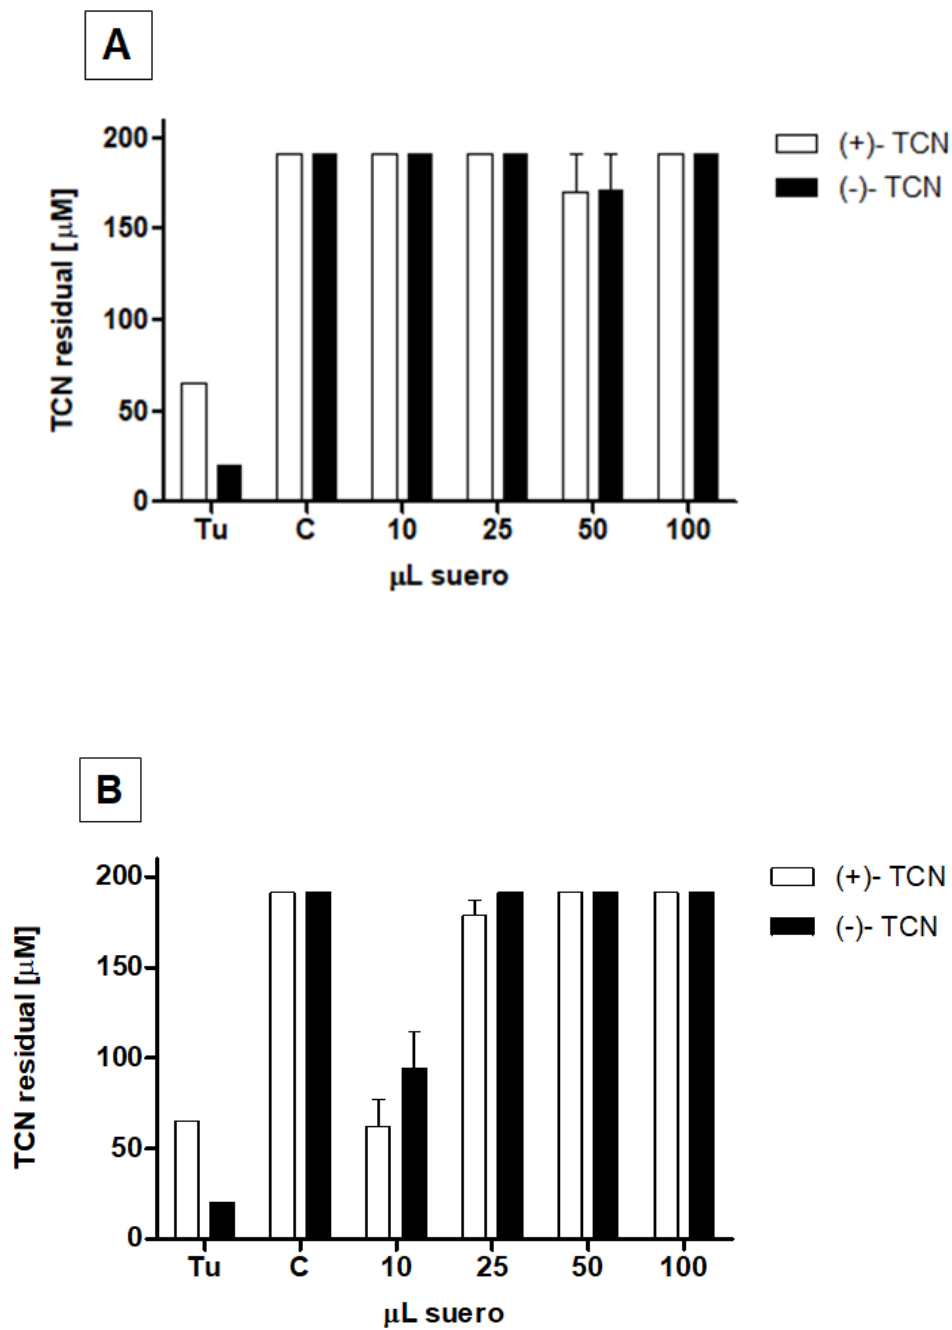 A
(+)- TCN
(-)- TCN
TCN residual [μM]
200
150
100
50
0
Tu C 10 25 50 100
μL suero
B
(+)- TCN
(-)- TCN
TCN residual [μM]
200
150
100
50
0
Tu C 10 25 50 100
μL suero